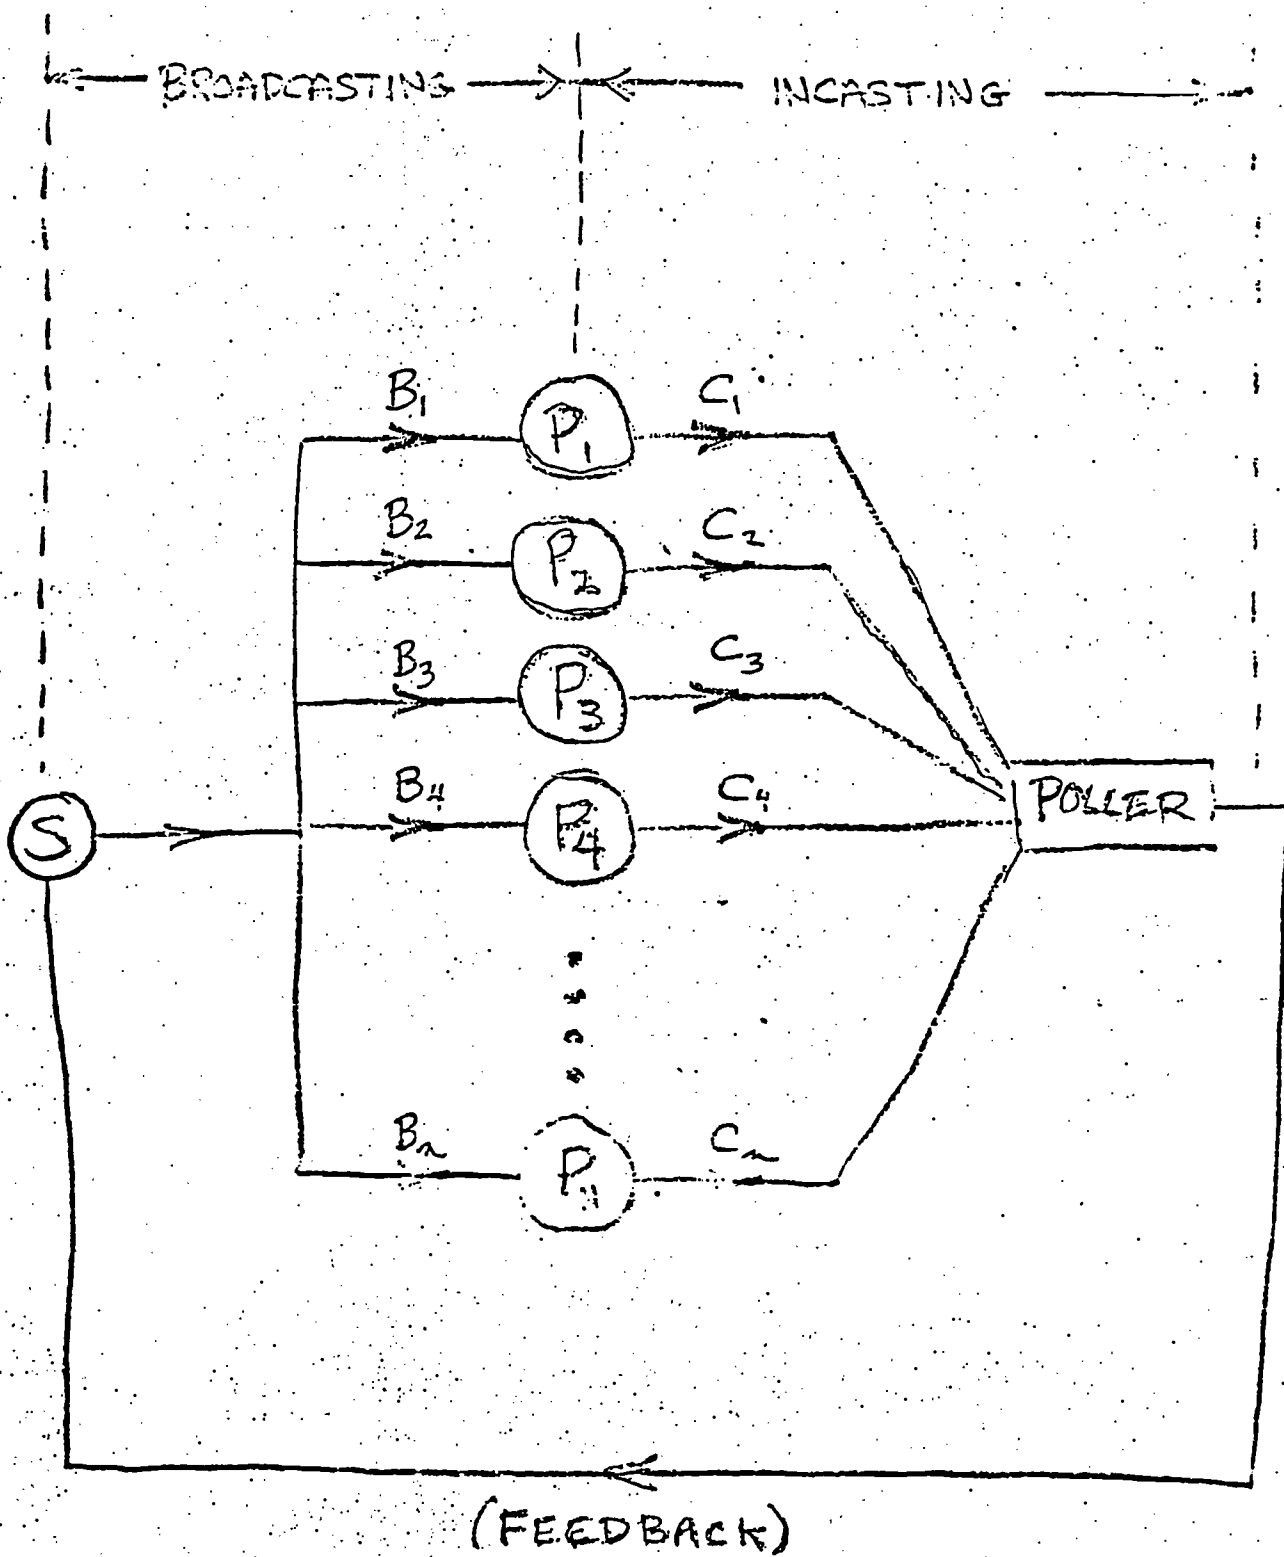 BROADCASTING INCASTING
B1 P1 C1
B2 P2 C2
B3 P3 C3
B4 P4 C4
S POLLER
Bn Pn Cn
(FEEDBACK)